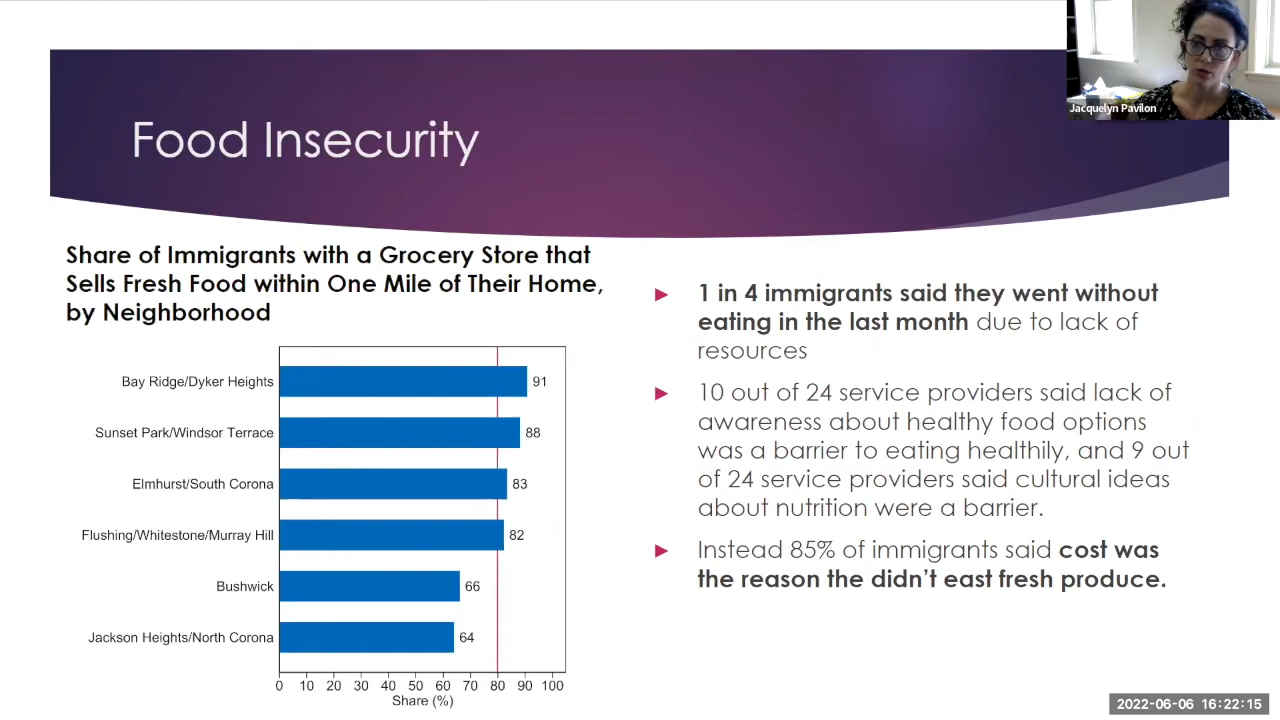 Jacquelyn Pavilon
Food Insecurity
Share of Immigrants with a Grocery Store that
Sells Fresh Food within One Mile of Their Home,
by Neighborhood
Bay Ridge/Dyker Heights 91
Sunset Park/Windsor Terrace 88
Elmhurst/South Corona 83
Flushing/Whitestone/Murray Hill 82
Bushwick 66
Jackson Heights/North Corona 64
0 10 20 30 40 50 60 70 80 90 100
Share (%)
► 1 in 4 immigrants said they went without
eating in the last month due to lack of
resources
► 10 out of 24 service providers said lack of
awareness about healthy food options
was a barrier to eating healthily, and 9 out
of 24 service providers said cultural ideas
about nutrition were a barrier.
► Instead 85% of immigrants said cost was
the reason the didn't east fresh produce.
2022-06-06 16:22:15